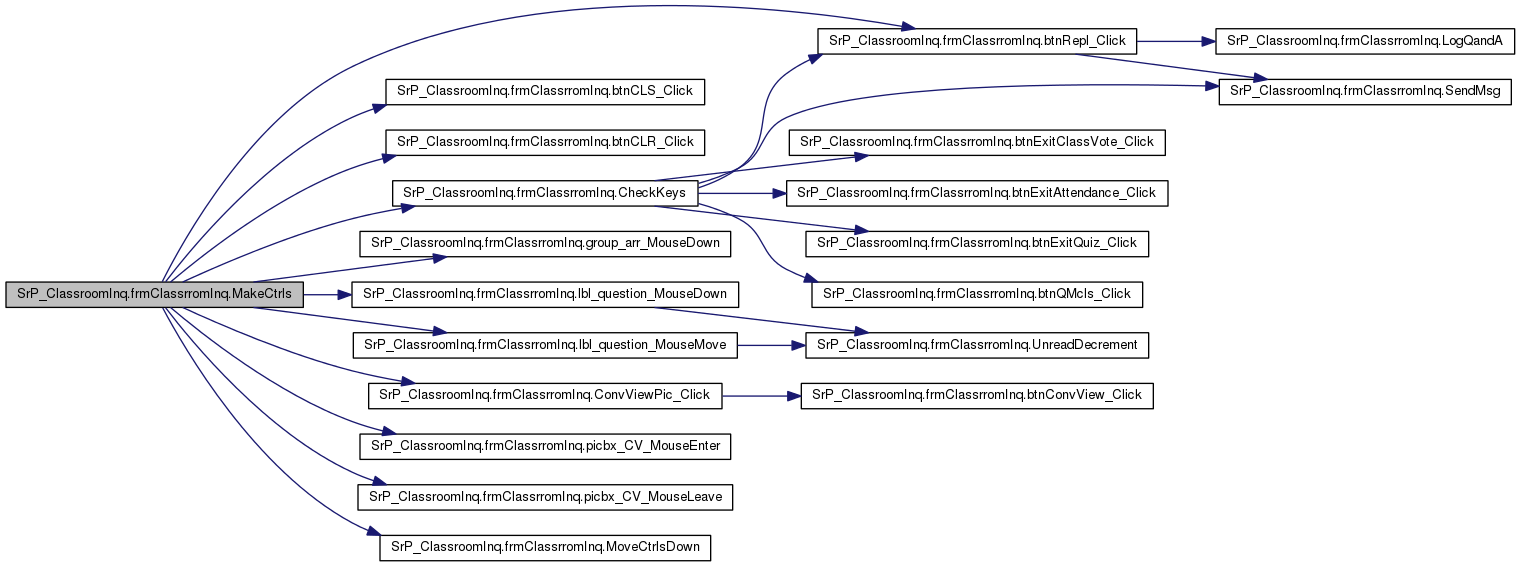 SrP_ClassroomInq.frmClassrromInq.btnRepl_Click
SrP_ClassroomInq.frmClassrromInq.LogQandA
SrP_ClassroomInq.frmClassrromInq.btnCLS_Click
SrP_ClassroomInq.frmClassrromInq.SendMsg
SrP_ClassroomInq.frmClassrromInq.btnCLR_Click
SrP_ClassroomInq.frmClassrromInq.btnExitClassVote_Click
SrP_ClassroomInq.frmClassrromInq.CheckKeys
SrP_ClassroomInq.frmClassrromInq.btnExitAttendance_Click
SrP_ClassroomInq.frmClassrromInq.group_arr_MouseDown
SrP_ClassroomInq.frmClassrromInq.btnExitQuiz_Click
SrP_ClassroomInq.frmClassrromInq.MakeCtrls
SrP_ClassroomInq.frmClassrromInq.lbl_question_MouseDown
SrP_ClassroomInq.frmClassrromInq.btnQMcls_Click
SrP_ClassroomInq.frmClassrromInq.lbl_question_MouseMove
SrP_ClassroomInq.frmClassrromInq.UnreadDecrement
SrP_ClassroomInq.frmClassrromInq.ConvViewPic_Click
SrP_ClassroomInq.frmClassrromInq.btnConvView_Click
SrP_ClassroomInq.frmClassrromInq.picbx_CV_MouseEnter
SrP_ClassroomInq.frmClassrromInq.picbx_CV_MouseLeave
SrP_ClassroomInq.frmClassrromInq.MoveCtrlsDown